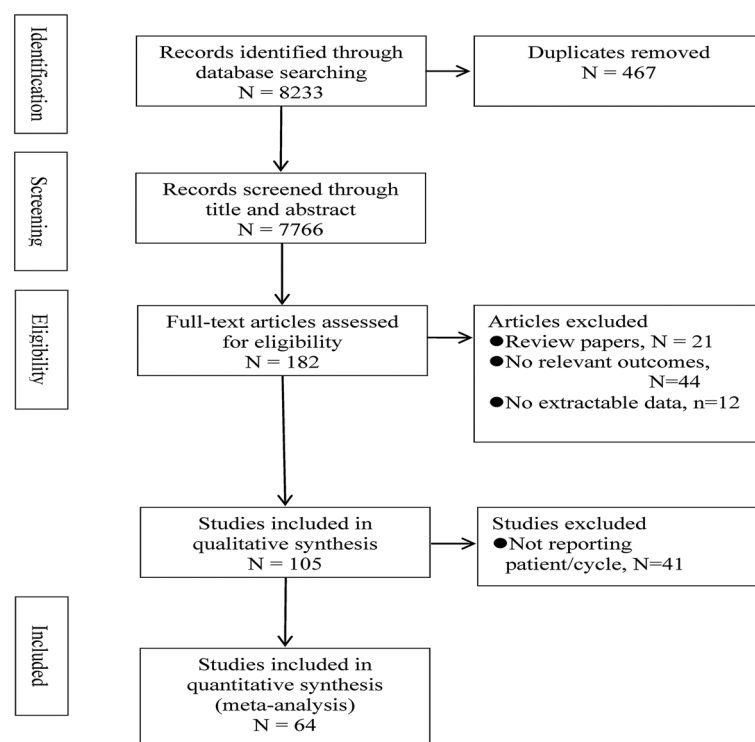 Identification
Records identified through
database searching
N = 8233
Duplicates removed
N = 467
Screening
Records screened through
title and abstract
N = 7766
Eligibility
Full-text articles assessed
for eligibility
N = 182
Articles excluded
●Review papers, N = 21
●No relevant outcomes,
N=44
●No extractable data, n=12
Studies included in
qualitative synthesis
N = 105
Studies excluded
●Not reporting
patient/cycle, N=41
Included
Studies included in
quantitative synthesis
(meta-analysis)
N = 64